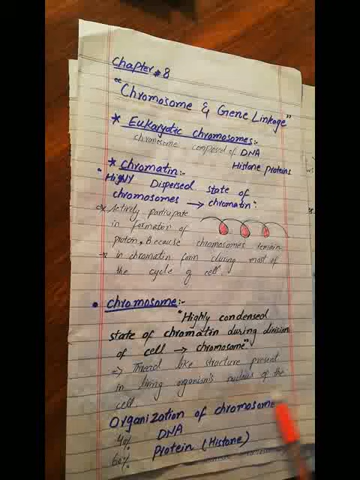 Chapter # 8
"Chromosome & Gene Linkage"
* Eukaryotic chromosomes:-
chromosome composed of DNA
Histone proteins
* Chromatin:-
• Highly Dispersed state of
chromosomes → chromatin"
Actively participate
in formation of
protien. Because chromosomes remain
in chromatin form during most of
the cycle of cell
• Chromosome:-
"Highly condensed
state of chromatin during division
of cell → chromosome"
⇒ Thread like structure present
in living organisms nucleus of the
cell
Organization of chromosome
40% DNA
60% Protein (Histone)